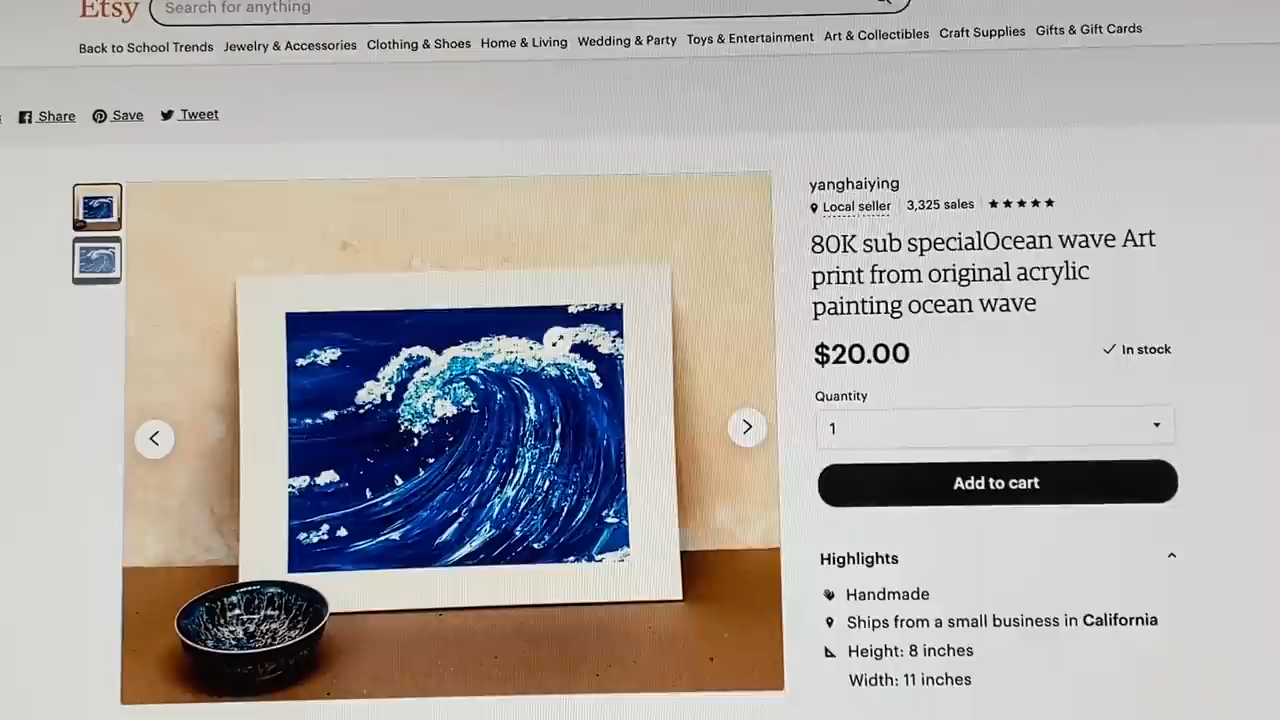 Etsy
Search for anything
Back to School Trends Jewelry & Accessories Clothing & Shoes Home & Living Wedding & Party Toys & Entertainment Art & Collectibles Craft Supplies Gifts & Gift Cards
Share Save Tweet
yanghaiying
Local seller 3,325 sales
80K sub specialOcean wave Art
print from original acrylic
painting ocean wave
$20.00
In stock
Quantity
1
Add to cart
Highlights
Handmade
Ships from a small business in California
Height: 8 inches
Width: 11 inches